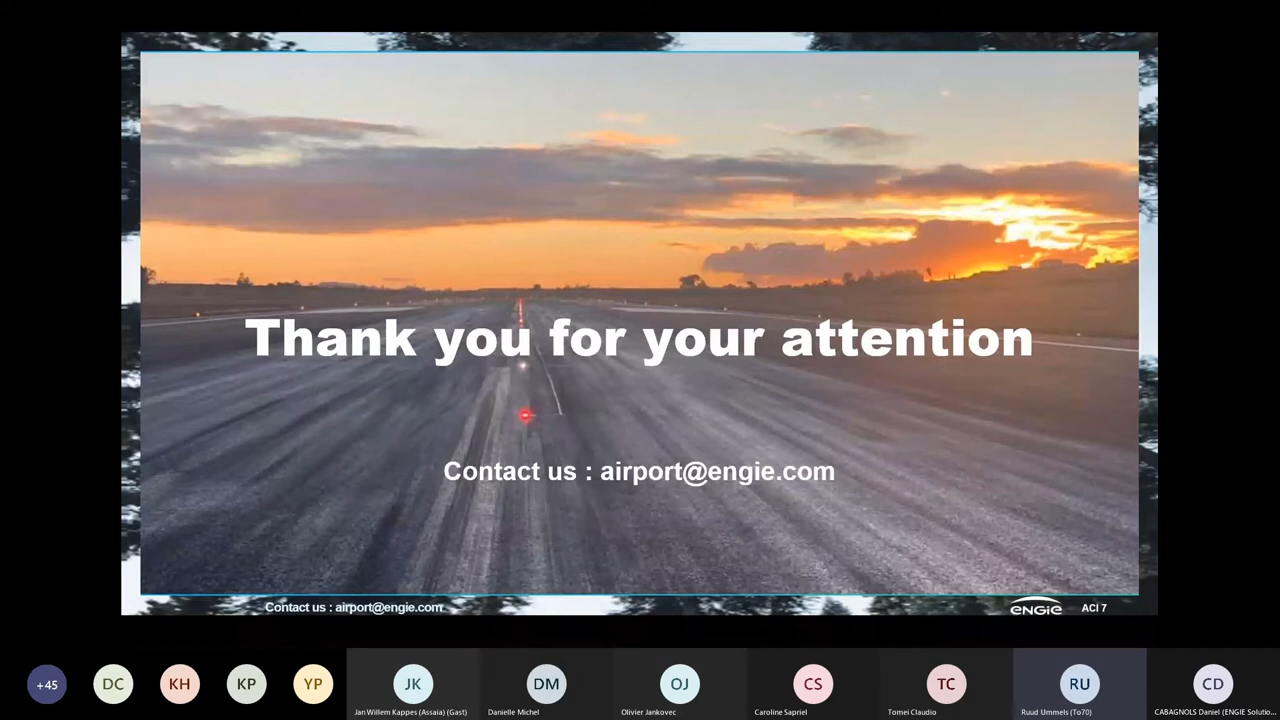 Thank you for your attention
Contact us : airport@engie.com
Contact us : airport@engie.com
ENGIE
ACI 7
+45
DC
KH
KP
YP
JK
DM
OJ
CS
TC
RU
CD
Jan Willem Kappes (Assaia) (Gast)
Danielle Michel
Olivier Jankovec
Caroline Sapriel
Tomei Claudio
Ruud Ummels (To70)
CABAGNOLS Daniel (ENGIE Solutio...